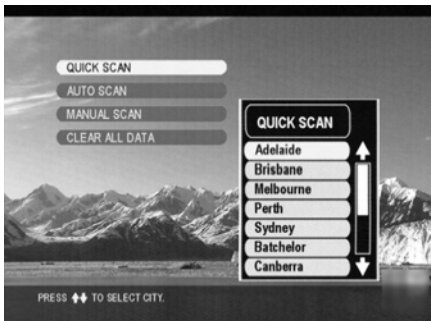 QUICK SCAN
AUTO SCAN
MANUAL SCAN
CLEAR ALL DATA
QUICK SCAN
Adelaide
Brisbane
Melbourne
Perth
Sydney
Batchelor
Canberra
PRESS TO SELECT CITY.